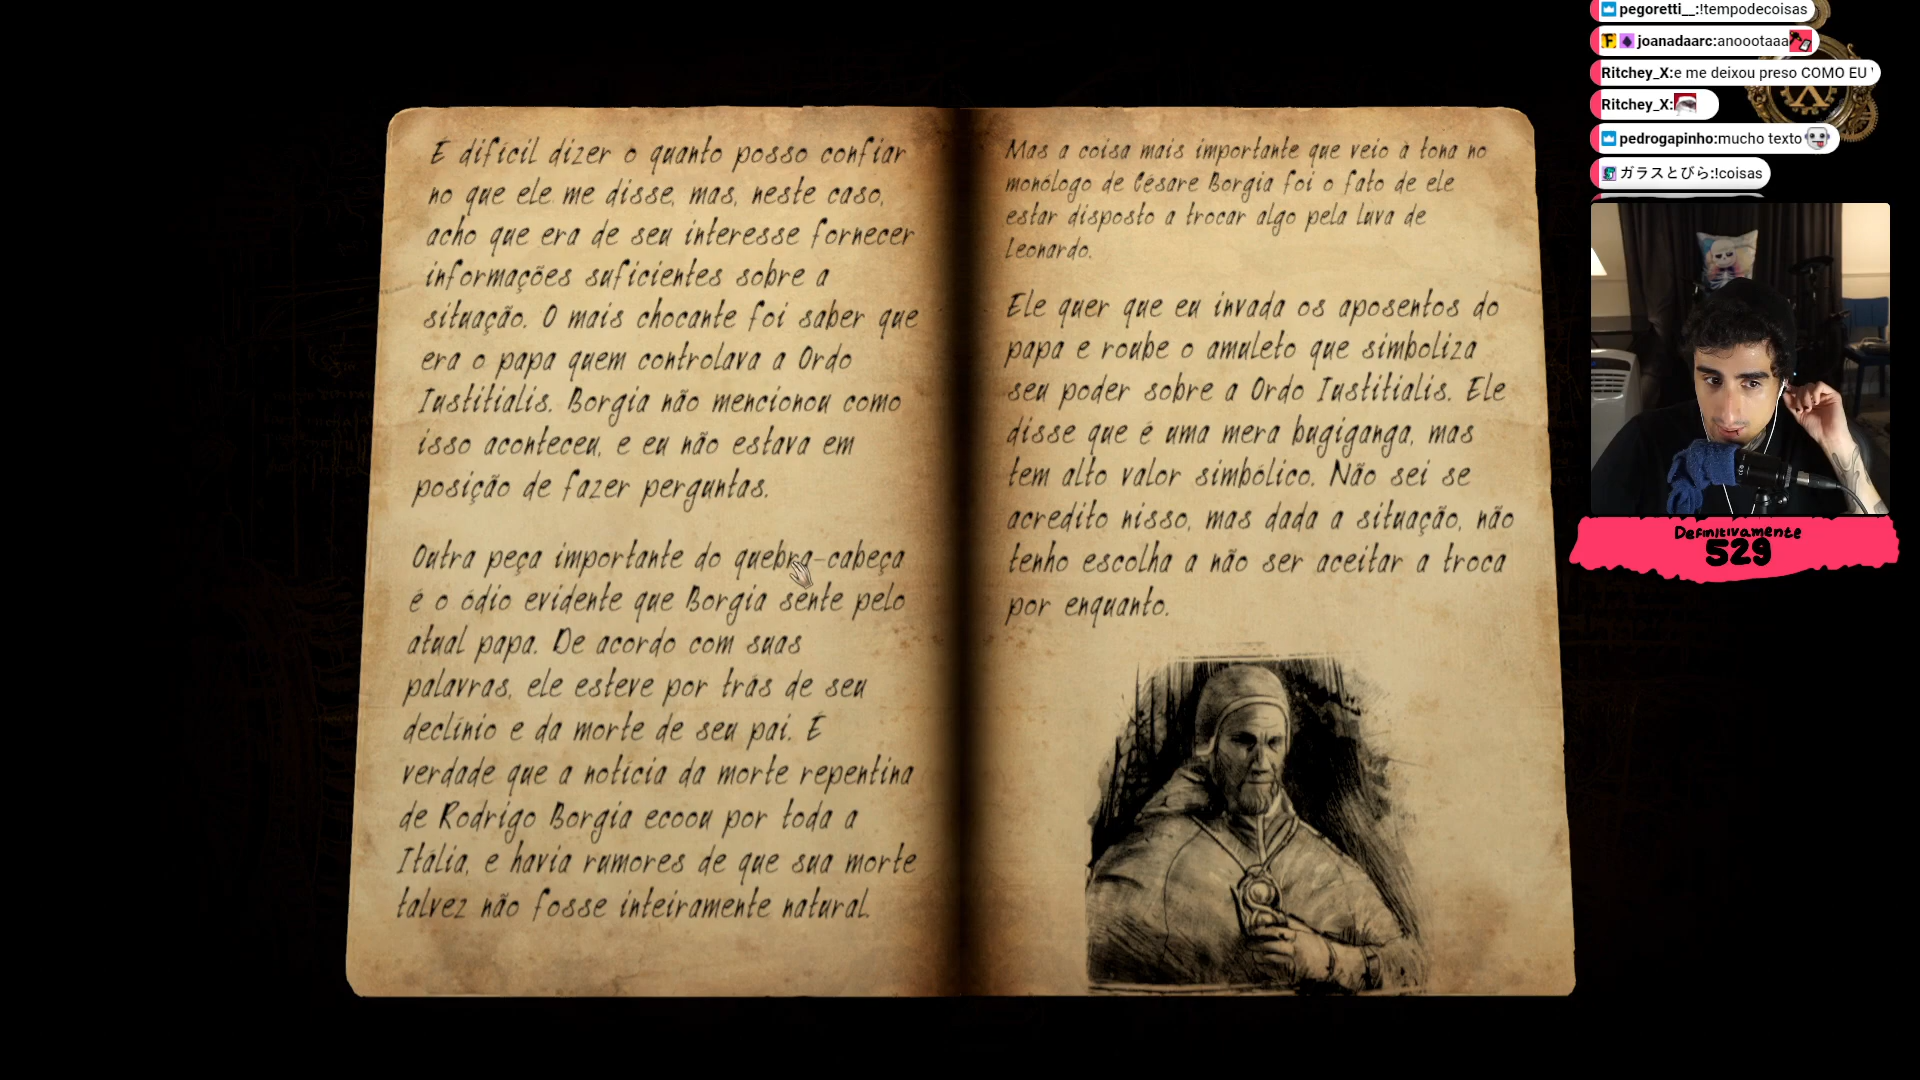 É difícil dizer o quanto posso confiar
no que ele me disse, mas, neste caso,
acho que era de seu interesse fornecer
informações suficientes sobre a
situação. O mais chocante foi saber que
era o papa quem controlava a Ordo
Iustitialis. Borgia não mencionou como
isso aconteceu, e eu não estava em
posição de fazer perguntas.
Outra peça importante do quebra-cabeça
é o ódio evidente que Borgia sente pelo
atual papa. De acordo com suas
palavras, ele esteve por trás de seu
declínio e da morte de seu pai. É
verdade que a notícia da morte repentina
de Rodrigo Borgia ecoou por toda a
Itália, e havia rumores de que sua morte
talvez não fosse inteiramente natural.
Mas a coisa mais importante que veio à tona no
monólogo de Césare Borgia foi o fato de ele
estar disposto a trocar algo pela luva de
Leonardo.
Ele quer que eu invada os aposentos do
papa e roube o amuleto que simboliza
seu poder sobre a Ordo Iustitialis. Ele
disse que é uma mera bugiganga, mas
tem alto valor simbólico. Não sei se
acredito nisso, mas dada a situação, não
tenho escolha a não ser aceitar a troca
por enquanto.
pegoretti__:!tempodecoisas
joanadaarc:anoootaaa
Ritchey_X:e me deixou preso COMO EU
Ritchey_X:
pedrogapinho:mucho texto
ガラスとびら:!coisas
Definitivamente
529